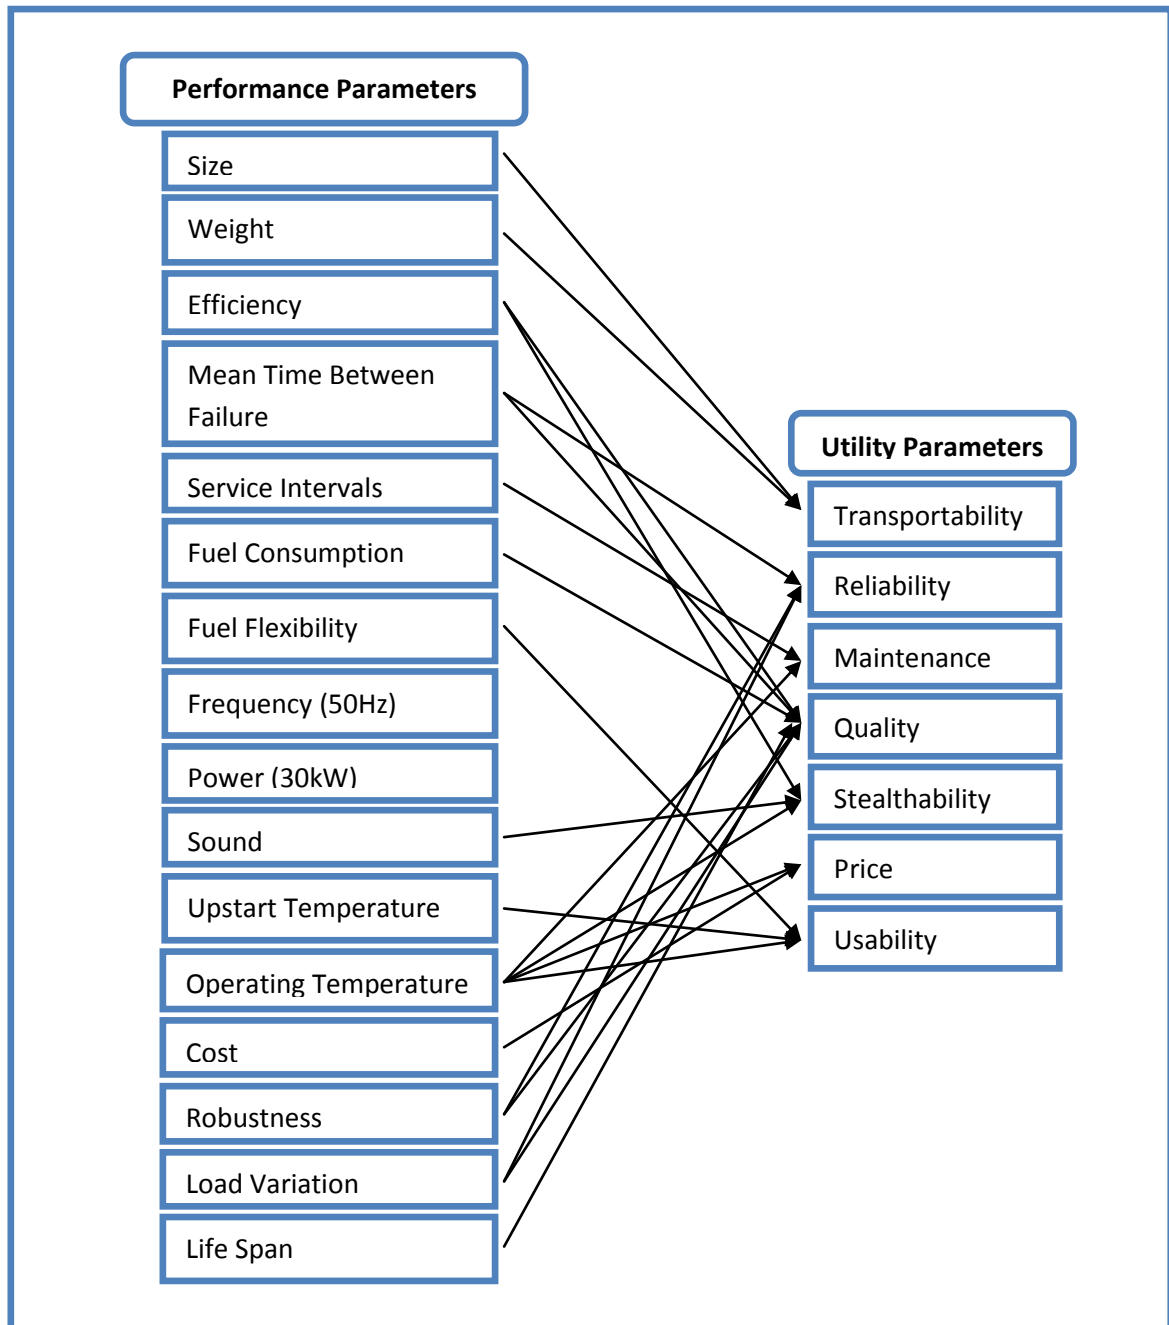 Performance Parameters
Size
Weight
Efficiency
Mean Time Between
Failure
Service Intervals
Fuel Consumption
Fuel Flexibility
Frequency (50Hz)
Power (30kW)
Sound
Upstart Temperature
Operating Temperature
Cost
Robustness
Load Variation
Life Span
Utility Parameters
Transportability
Reliability
Maintenance
Quality
Stealthability
Price
Usability